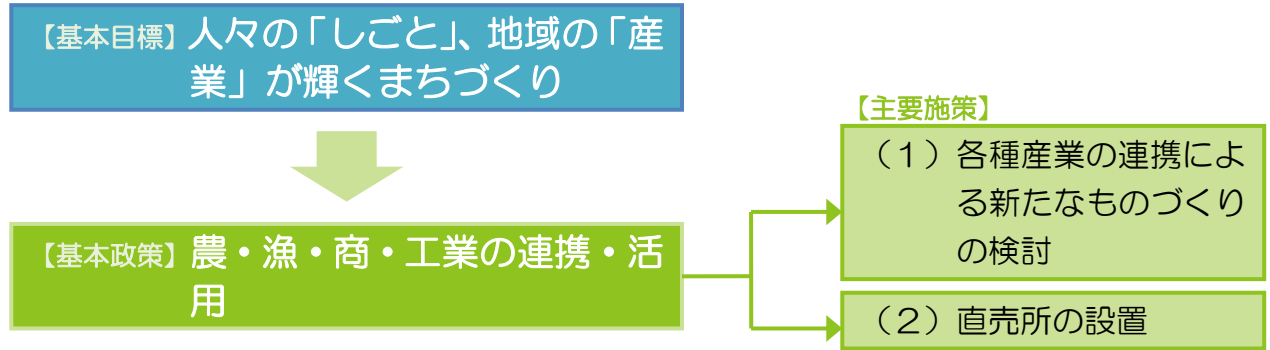 【基本目標】人々の「しごと」、地域の「産
業」が輝くまちづくり
【基本政策】農・漁・商・工業の連携・活
用
【主要施策】
（１）各種産業の連携によ
る新たなものづくり
の検討
（２）直売所の設置